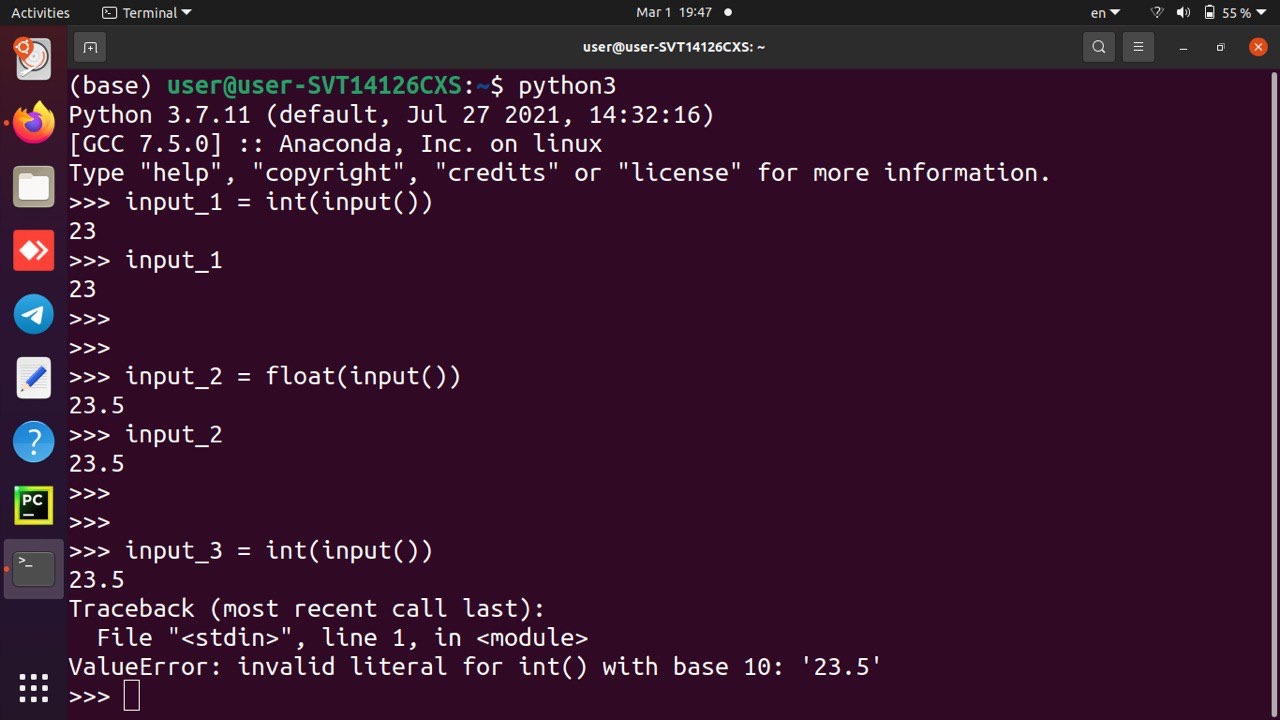 Activities Terminal Mar 1 19:47 en 55 %
user@user-SVT14126CXS: ~
(base) user@user-SVT14126CXS:~$ python3
Python 3.7.11 (default, Jul 27 2021, 14:32:16)
[GCC 7.5.0] :: Anaconda, Inc. on linux
Type "help", "copyright", "credits" or "license" for more information.
>>> input_1 = int(input())
23
>>> input_1
23
>>>
>>>
>>> input_2 = float(input())
23.5
>>> input_2
23.5
>>>
>>>
>>> input_3 = int(input())
23.5
Traceback (most recent call last):
  File "<stdin>", line 1, in <module>
ValueError: invalid literal for int() with base 10: '23.5'
>>>
PC